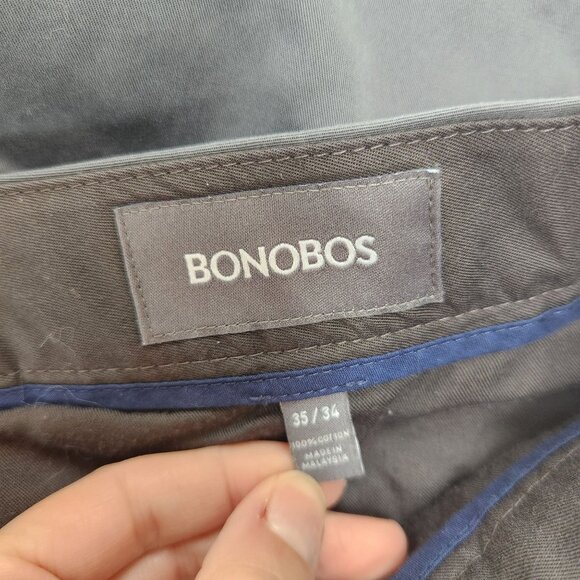 BONOBOS
35/34
100% COTTON
MADE IN
MALAYSIA